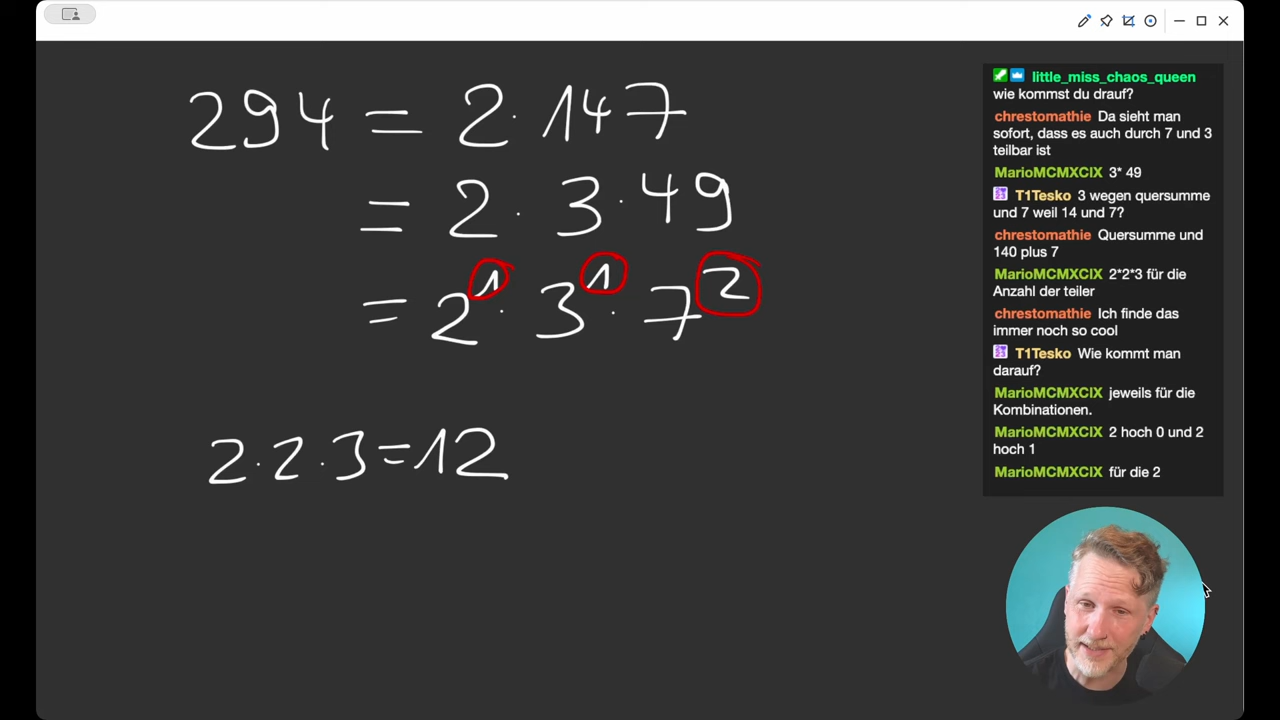 294 = 2·147
= 2·3·49
= 2¹·3¹·7²
2·2·3=12
little_miss_chaos_queen
wie kommst du drauf?
chrestomathie Da sieht man
sofort, dass es auch durch 7 und 3
teilbar ist
MarioMCMXCIX 3* 49
T1Tesko 3 wegen quersumme
und 7 weil 14 und 7?
chrestomathie Quersumme und
140 plus 7
MarioMCMXCIX 2*2*3 für die
Anzahl der teiler
chrestomathie Ich finde das
immer noch so cool
T1Tesko Wie kommt man
darauf?
MarioMCMXCIX jeweils für die
Kombinationen.
MarioMCMXCIX 2 hoch 0 und 2
hoch 1
MarioMCMXCIX für die 2